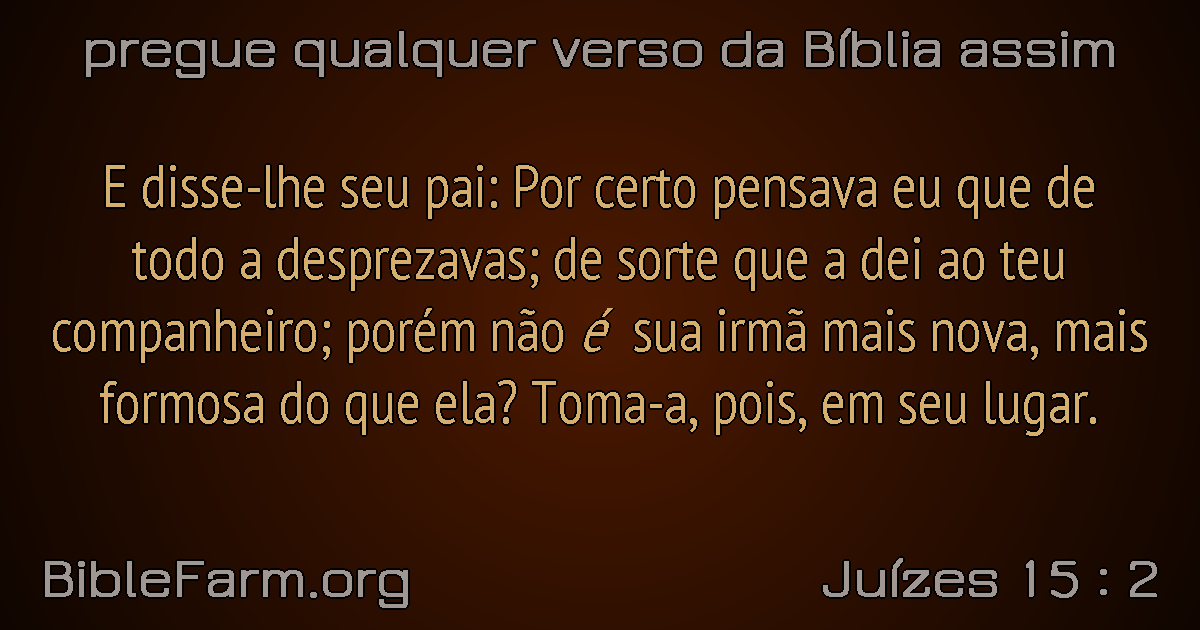 pregue qualquer verso da Bíblia assim
E disse-lhe seu pai: Por certo pensava eu que de
todo a desprezavas; de sorte que a dei ao teu
companheiro; porém não é sua irmã mais nova, mais
formosa do que ela? Toma-a, pois, em seu lugar.
BibleFarm.org
Juízes 15 : 2